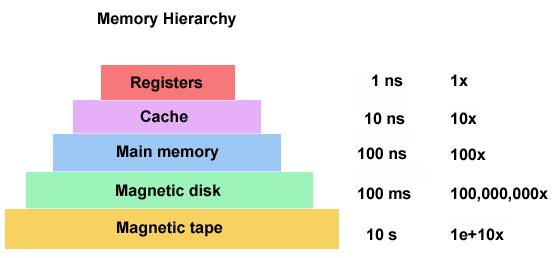 Memory Hierarchy
Registers 1 ns 1x
Cache 10 ns 10x
Main memory 100 ns 100x
Magnetic disk 100 ms 100,000,000x
Magnetic tape 10 s 1e+10x